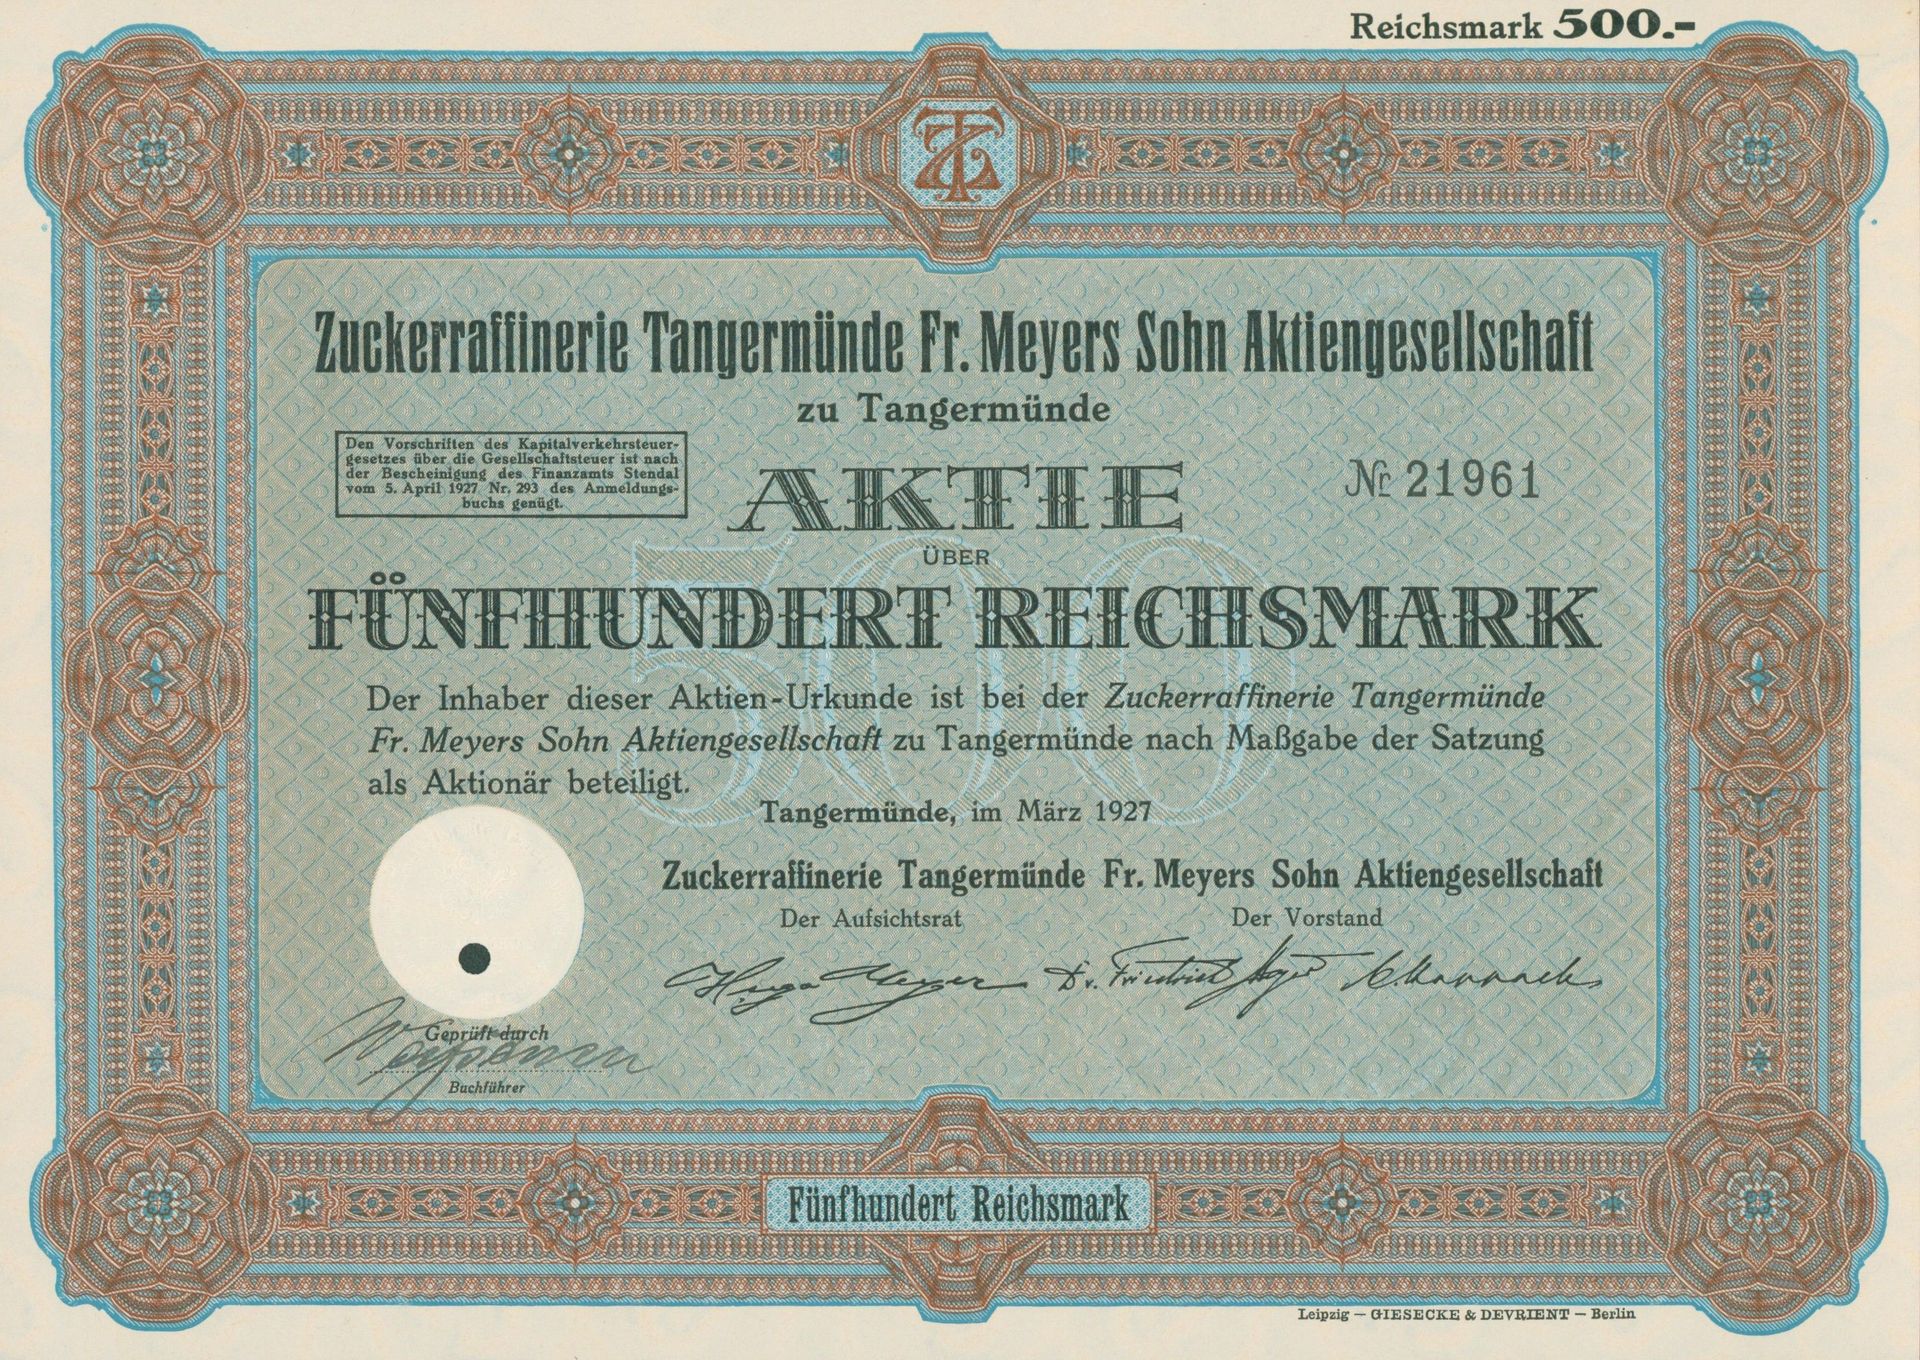 Reichsmark 500.-
ZT
Zuckerraffinerie Tangermünde Fr. Meyers Sohn Aktiengesellschaft
zu Tangermünde
Den Vorschriften des Kapitalverkehrsteuer-
gesetzes über die Gesellschaftsteuer ist nach
der Bescheinigung des Finanzamts Stendal
vom 5. April 1927 Nr. 293 des Anmeldungs-
buchs genügt.
AKTIE
Nr 21961
ÜBER
500
FÜNFHUNDERT REICHSMARK
Der Inhaber dieser Aktien-Urkunde ist bei der Zuckerraffinerie Tangermünde
Fr. Meyers Sohn Aktiengesellschaft zu Tangermünde nach Maßgabe der Satzung
als Aktionär beteiligt.
Tangermünde, im März 1927
Zuckerraffinerie Tangermünde Fr. Meyers Sohn Aktiengesellschaft
Der Aufsichtsrat Der Vorstand
Hugo Meyer Dr. Friedrich Meyer
Geprüft durch
Buchführer
Fünfhundert Reichsmark
Leipzig — GIESECKE & DEVRIENT — Berlin